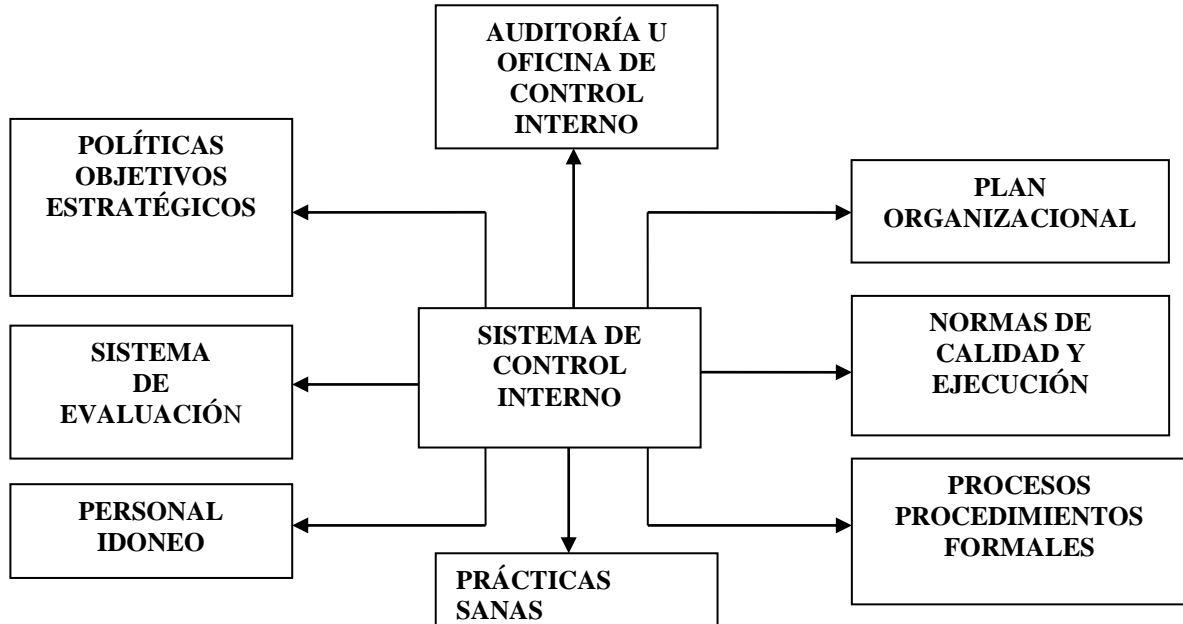 AUDITORÍA U
OFICINA DE
CONTROL
INTERNO
POLÍTICAS
OBJETIVOS
ESTRATÉGICOS
PLAN
ORGANIZACIONAL
SISTEMA
DE
EVALUACIÓN
SISTEMA DE
CONTROL
INTERNO
NORMAS DE
CALIDAD Y
EJECUCIÓN
PERSONAL
IDONEO
PRÁCTICAS
SANAS
PROCESOS
PROCEDIMIENTOS
FORMALES